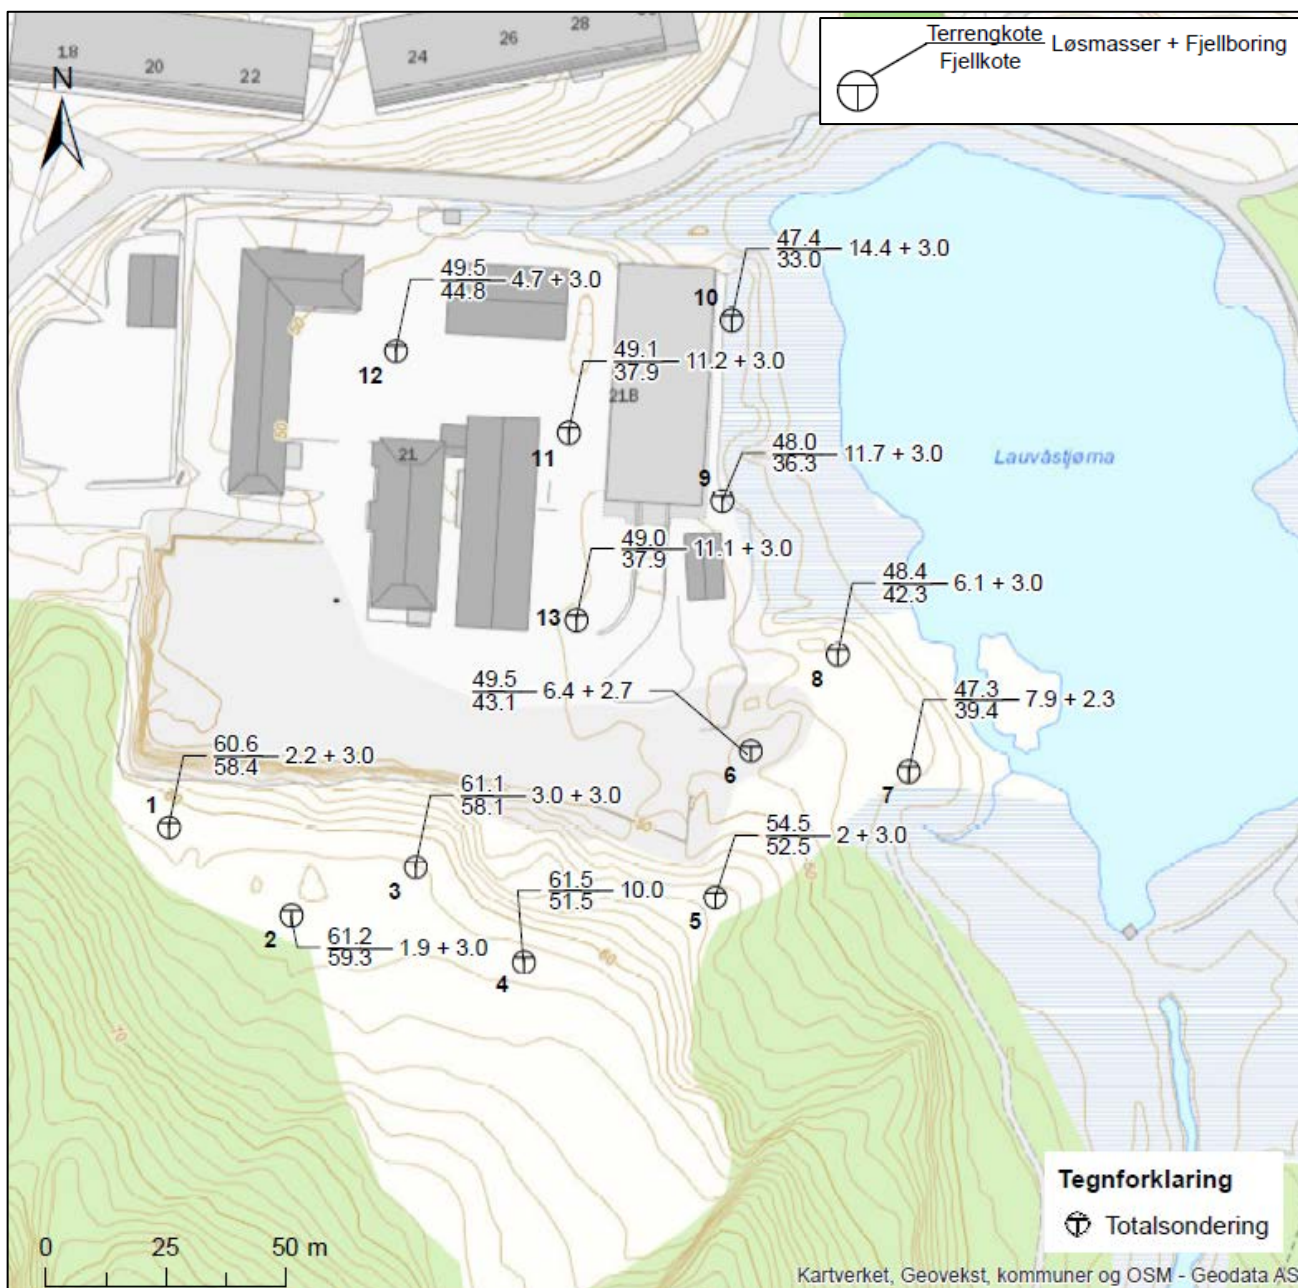 18
20
22
24
26
28
Terrengkote
Fjellkote
Løsmasser + Fjellboring
N
47.4
33.0
14.4 + 3.0
10
49.5
44.8
4.7 + 3.0
12
50
49.1
37.9
11.2 + 3.0
11
21B
21
50
Lauvåstjørna
48.0
36.3
11.7 + 3.0
9
49.0
37.9
11.1 + 3.0
13
48.4
42.3
6.1 + 3.0
8
49.5
43.1
6.4 + 2.7
6
47.3
39.4
7.9 + 2.3
7
60.6
58.4
2.2 + 3.0
1
61.1
58.1
3.0 + 3.0
3
54.5
52.5
2 + 3.0
5
50
61.5
51.5
10.0
4
60
61.2
59.3
1.9 + 3.0
2
70
Tegnforklaring
Totalsondering
0 25 50 m
Kartverket, Geovekst, kommuner og OSM - Geodata AS